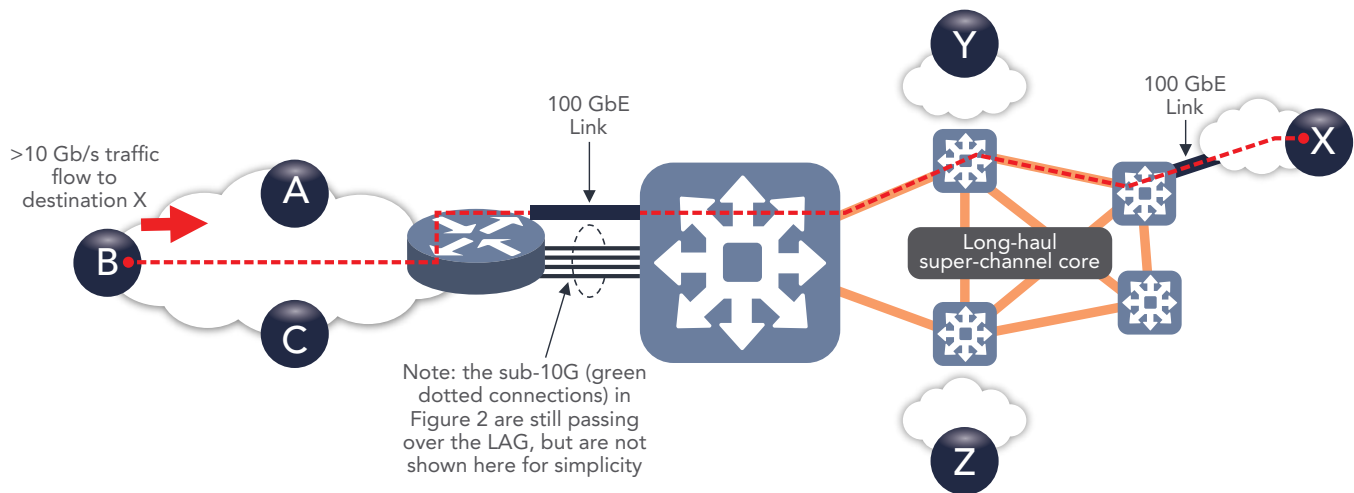 >10 Gb/s traffic
flow to
destination X
A
B
C
100 GbE
Link
Note: the sub-10G (green
dotted connections) in
Figure 2 are still passing
over the LAG, but are not
shown here for simplicity
Y
Long-haul
super-channel core
Z
100 GbE
Link
X